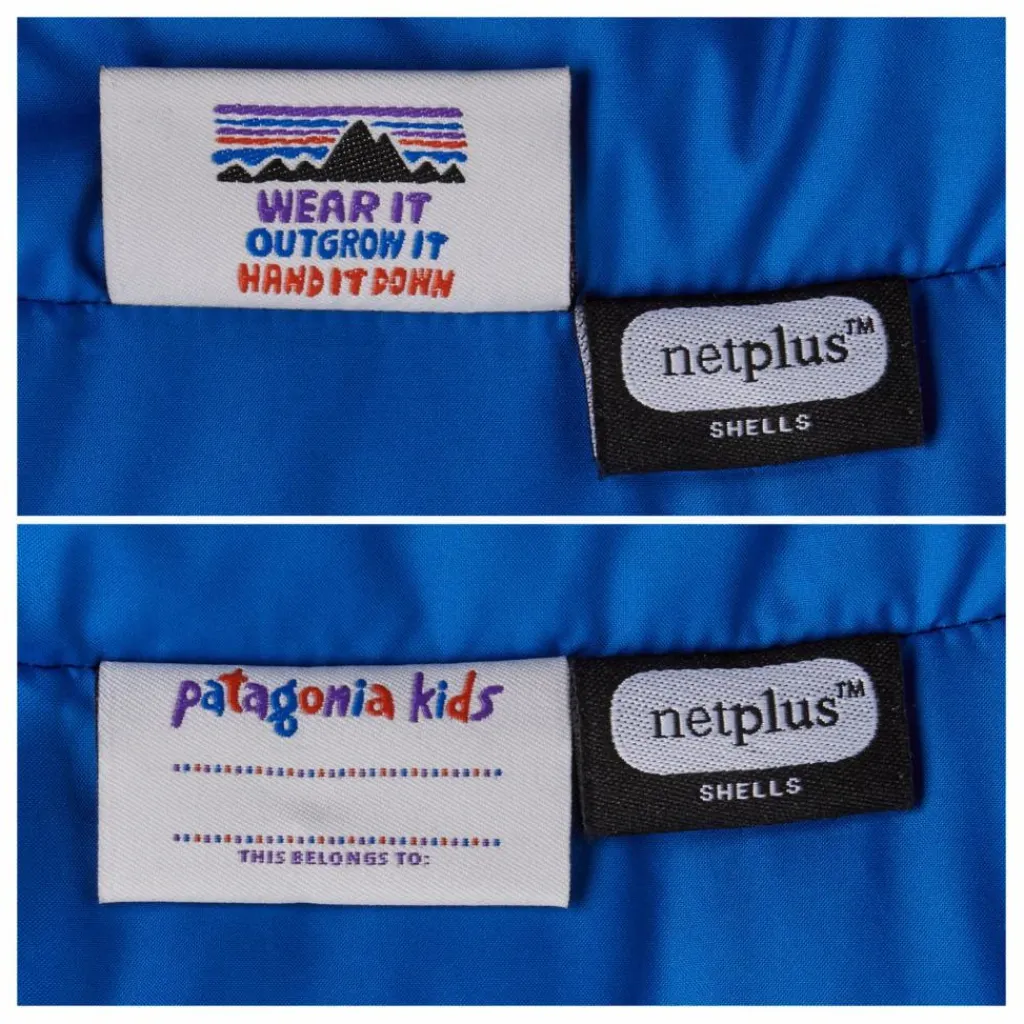 WEAR IT
OUTGROW IT
HAND IT DOWN
netplus™
SHELLS
patagonia kids
THIS BELONGS TO:
netplus™
SHELLS